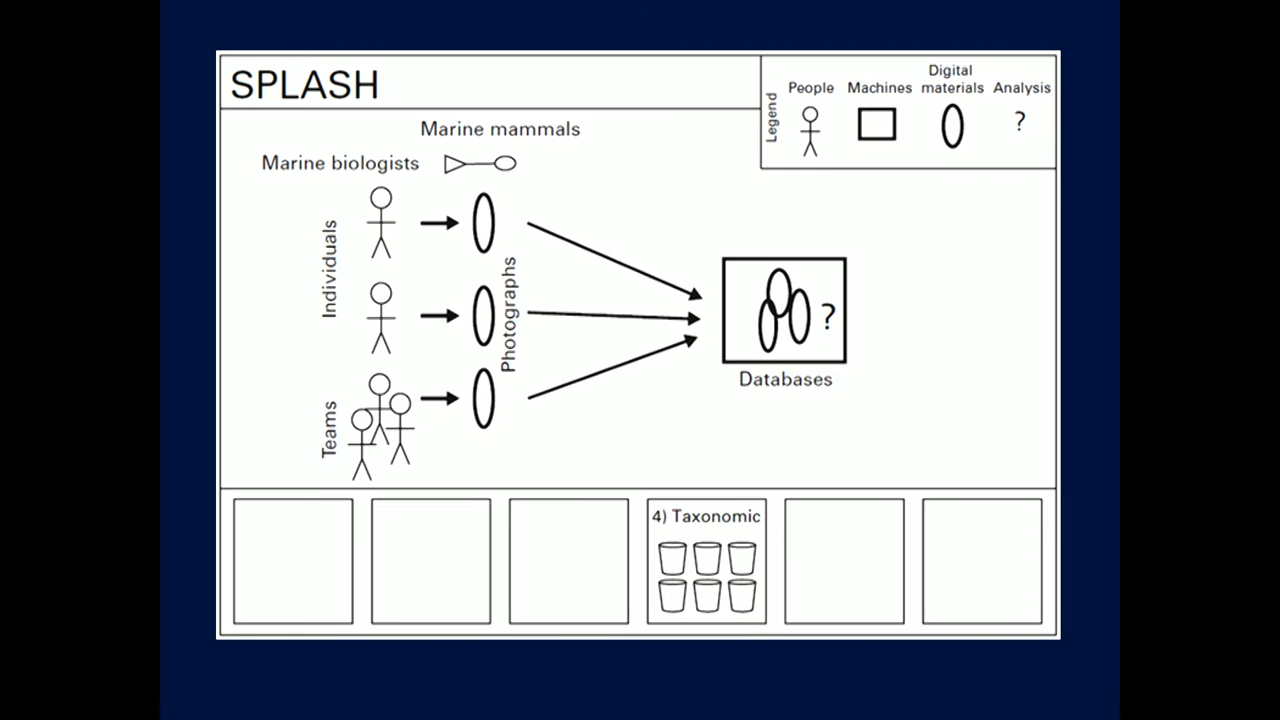 SPLASH
Legend
People
Machines
Digital
materials
Analysis
?
Marine mammals
Marine biologists
Individuals
Teams
Photographs
?
Databases
4) Taxonomic